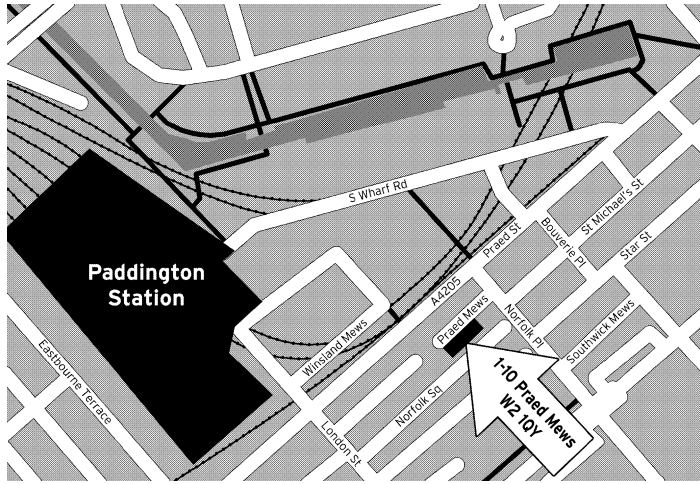 S Wharf Rd
St Michael's St
Bouverie Pl
Star St
Praed St
A4205
Paddington
Station
Praed Mews
Norfolk Pl
Southwick Mews
Winsland Mews
Eastbourne Terrace
Norfolk Sq
London St
1-10 Praed Mews
W2 1QY